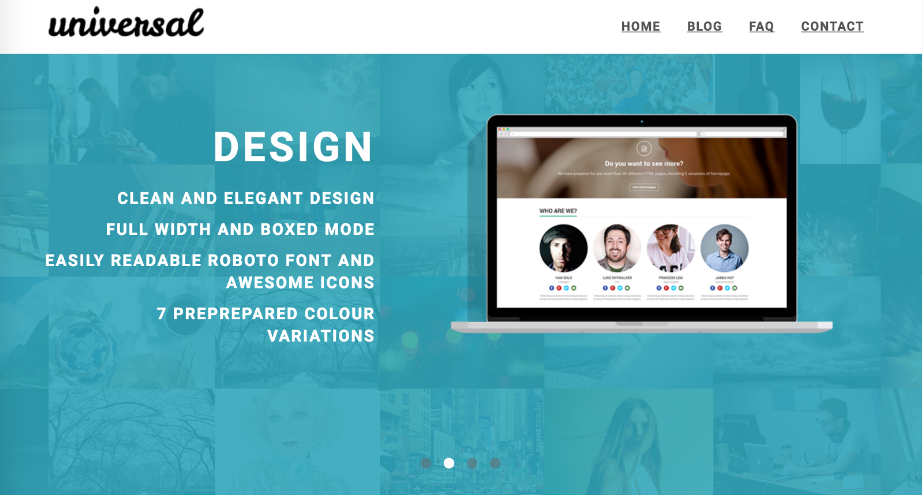 universal
HOME BLOG FAQ CONTACT
DESIGN
CLEAN AND ELEGANT DESIGN
FULL WIDTH AND BOXED MODE
EASILY READABLE ROBOTO FONT AND
AWESOME ICONS
7 PREPREPARED COLOUR
VARIATIONS
Do you want to see more?
WHO ARE WE?